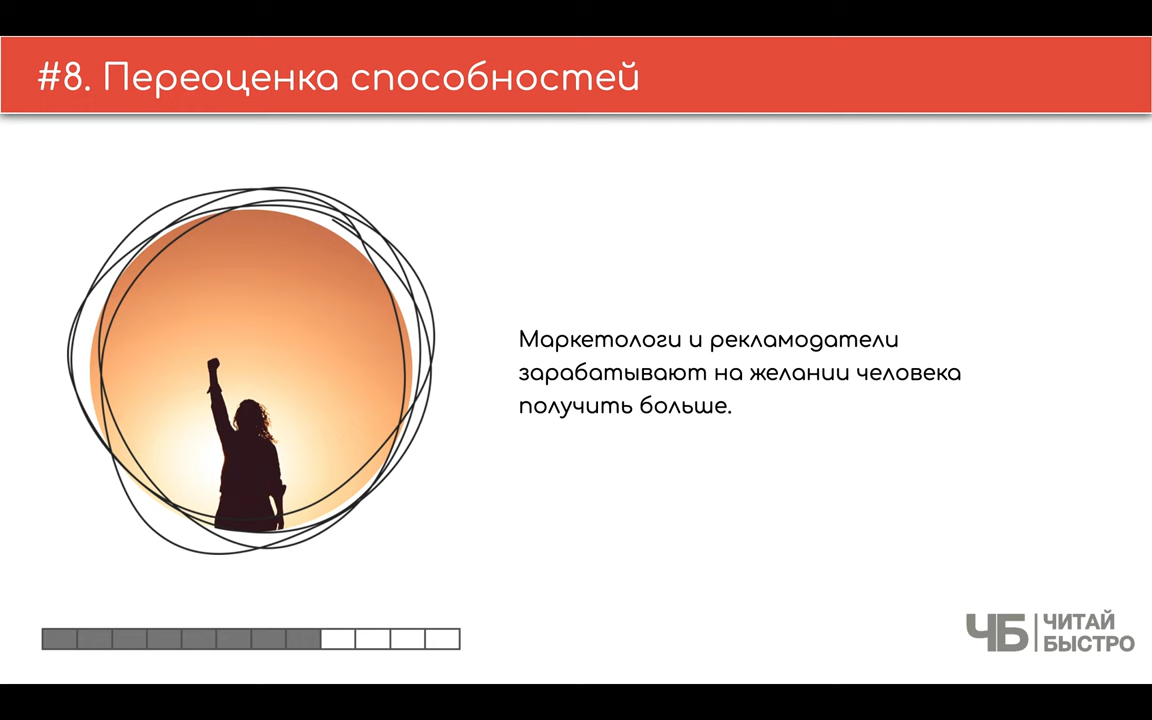 #8. Переоценка способностей
Маркетологи и рекламодатели
зарабатывают на желании человека
получить больше.
ЧБ
ЧИТАЙ
БЫСТРО